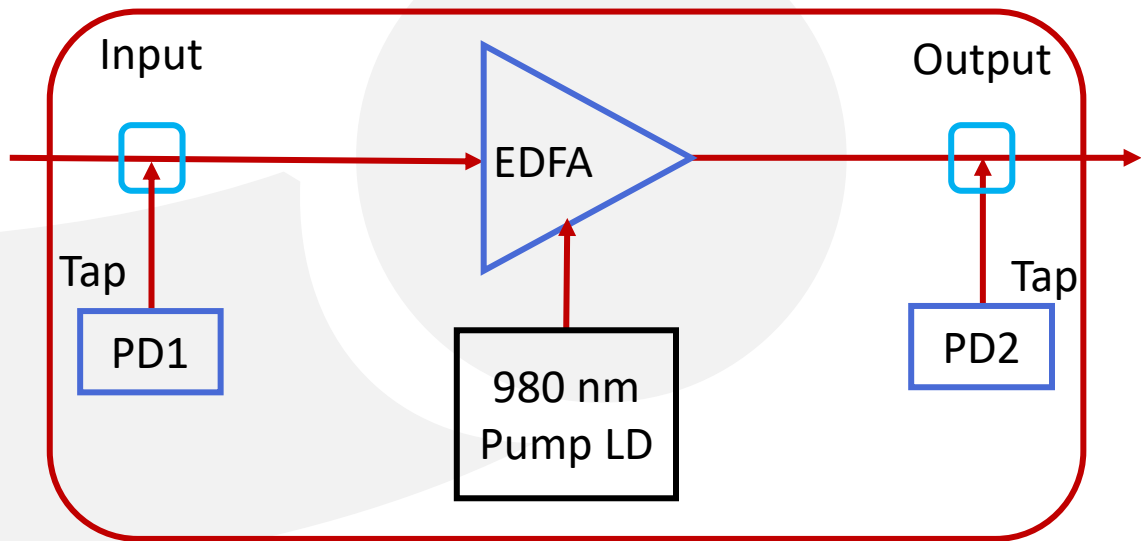 Input
Output
EDFA
Tap
Tap
PD1
PD2
980 nm
Pump LD